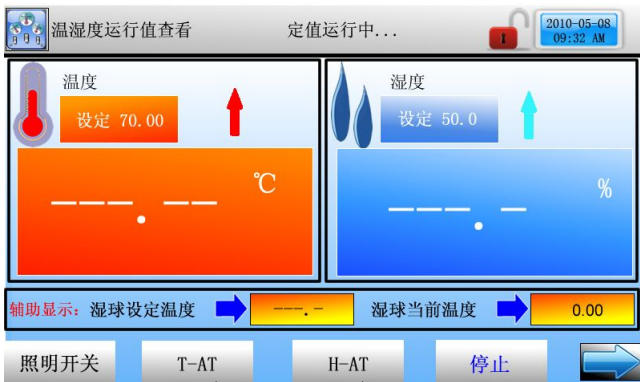 温湿度运行值查看
定值运行中...
2010-05-08
09:32 AM
温度
设定 70.00
℃
———.——
湿度
设定 50.0
%
———.—
辅助显示: 湿球设定温度 ---.- 湿球当前温度 0.00
照明开关 T-AT H-AT 停止